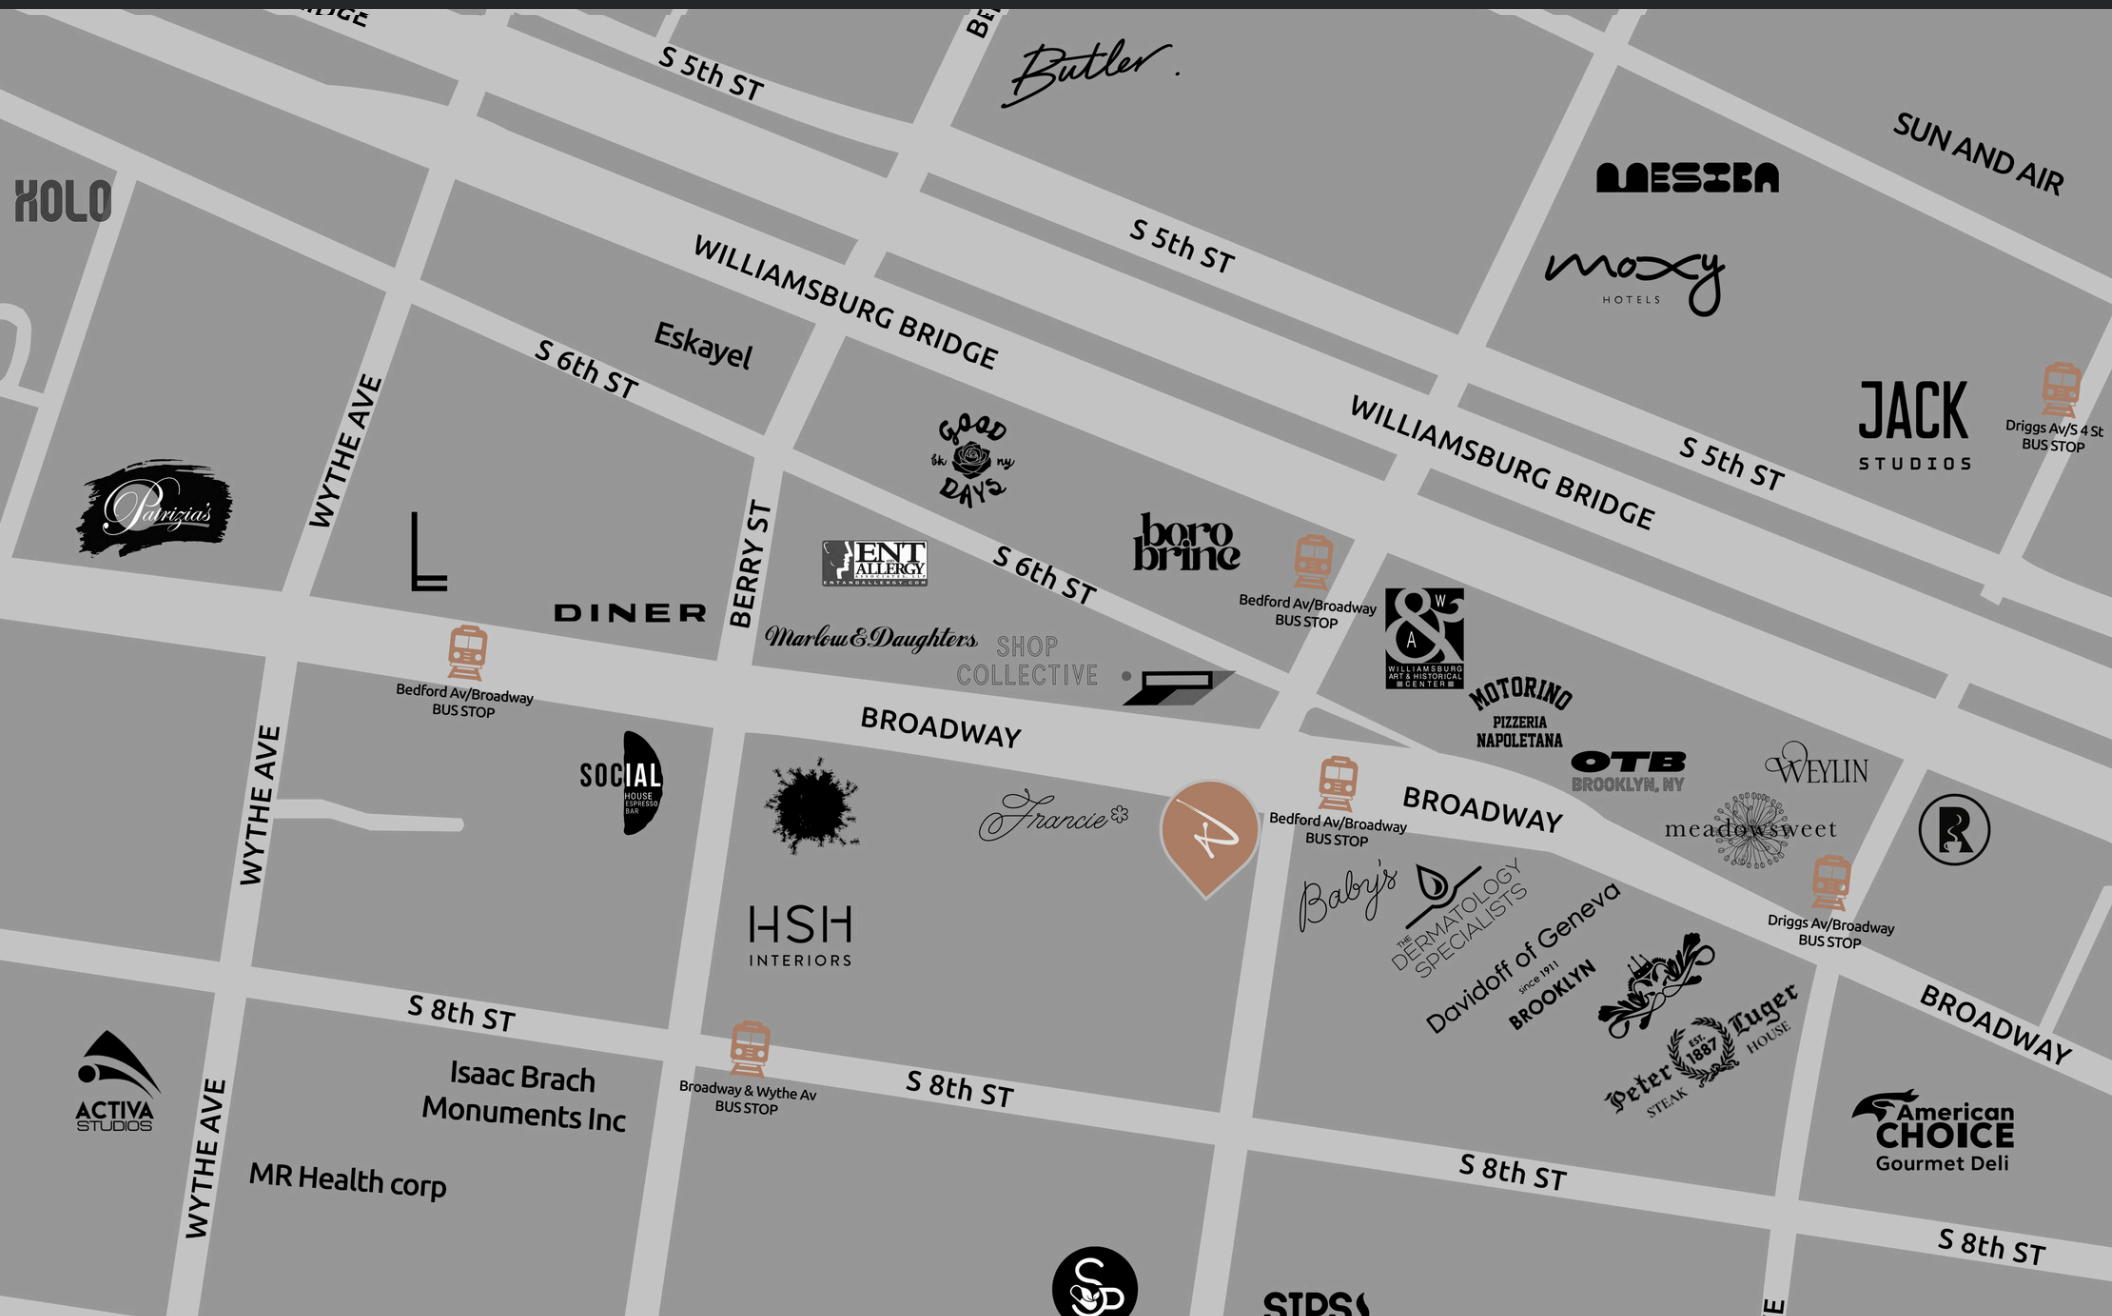 S 5th ST
Butler.
SUN AND AIR
XOLO
MESIBA
moxy
HOTELS
S 5th ST
WILLIAMSBURG BRIDGE
Eskayel
S 6th ST
WYTHE AVE
GOOD
bk ny
DAYS
WILLIAMSBURG BRIDGE
S 5th ST
JACK
STUDIOS
Driggs Av/S 4 St
BUS STOP
Patrizia's
L
DINER
BERRY ST
ENT
ALLERGY
ENTANDALLERGY.COM
S 6th ST
boro
brine
Bedford Av/Broadway
BUS STOP
W
&
A
WILLIAMSBURG
ART & HISTORICAL
CENTER
Marlow & Daughters
SHOP
COLLECTIVE
Bedford Av/Broadway
BUS STOP
MOTORINO
PIZZERIA
NAPOLETANA
BROADWAY
OTB
BROOKLYN, NY
WEYLIN
meadowsweet
R
WYTHE AVE
SOCIAL
HOUSE
ESPRESSO
BAR
Francie
Bedford Av/Broadway
BUS STOP
BROADWAY
Baby's
THE
DERMATOLOGY
SPECIALISTS
Davidoff of Geneva
since 1911
BROOKLYN
Driggs Av/Broadway
BUS STOP
HSH
INTERIORS
Peter Luger
EST.
1887
STEAK HOUSE
BROADWAY
S 8th ST
Broadway & Wythe Av
BUS STOP
S 8th ST
ACTIVA
STUDIOS
WYTHE AVE
Isaac Brach
Monuments Inc
MR Health corp
American
CHOICE
Gourmet Deli
S 8th ST
S 8th ST
SIPS